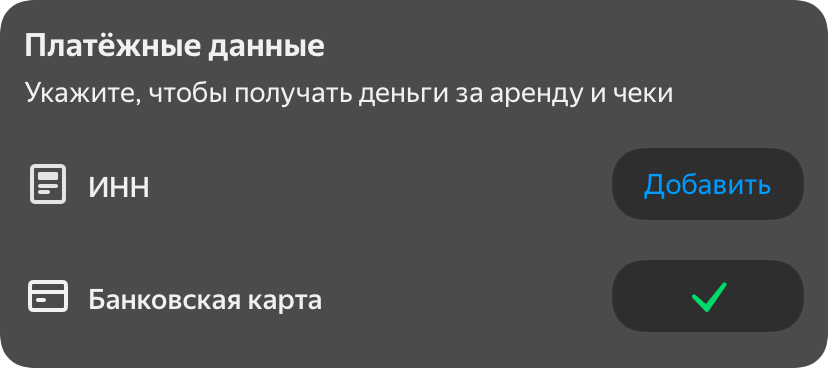 Платёжные данные
Укажите, чтобы получать деньги за аренду и чеки
ИНН
Добавить
Банковская карта